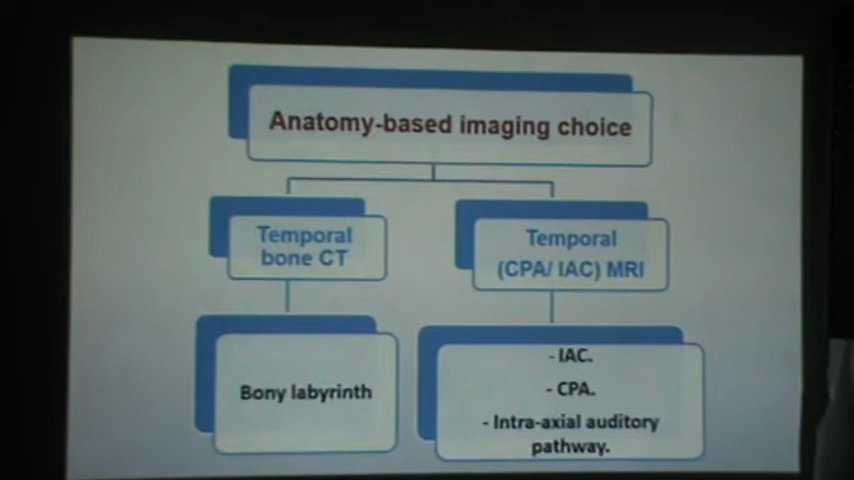 Anatomy-based imaging choice
Temporal
bone CT
Temporal
(CPA/ IAC) MRI
Bony labyrinth
- IAC.
- CPA.
- Intra-axial auditory
pathway.